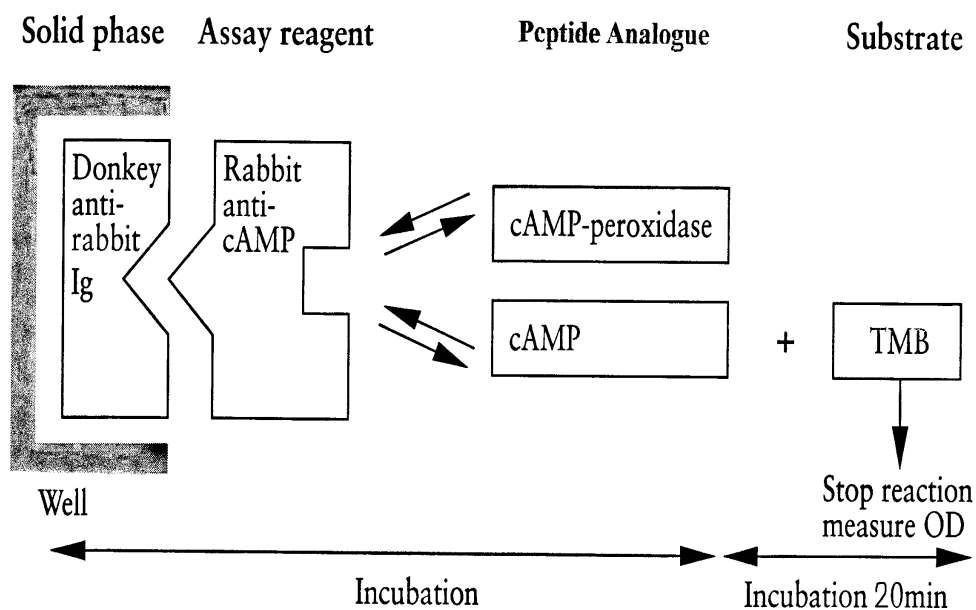 Solid phase
Assay reagent
Peptide Analogue
Substrate
Donkey
anti-
rabbit
Ig
Rabbit
anti-
cAMP
cAMP-peroxidase
cAMP
+
TMB
Well
Stop reaction
measure OD
Incubation
Incubation 20min